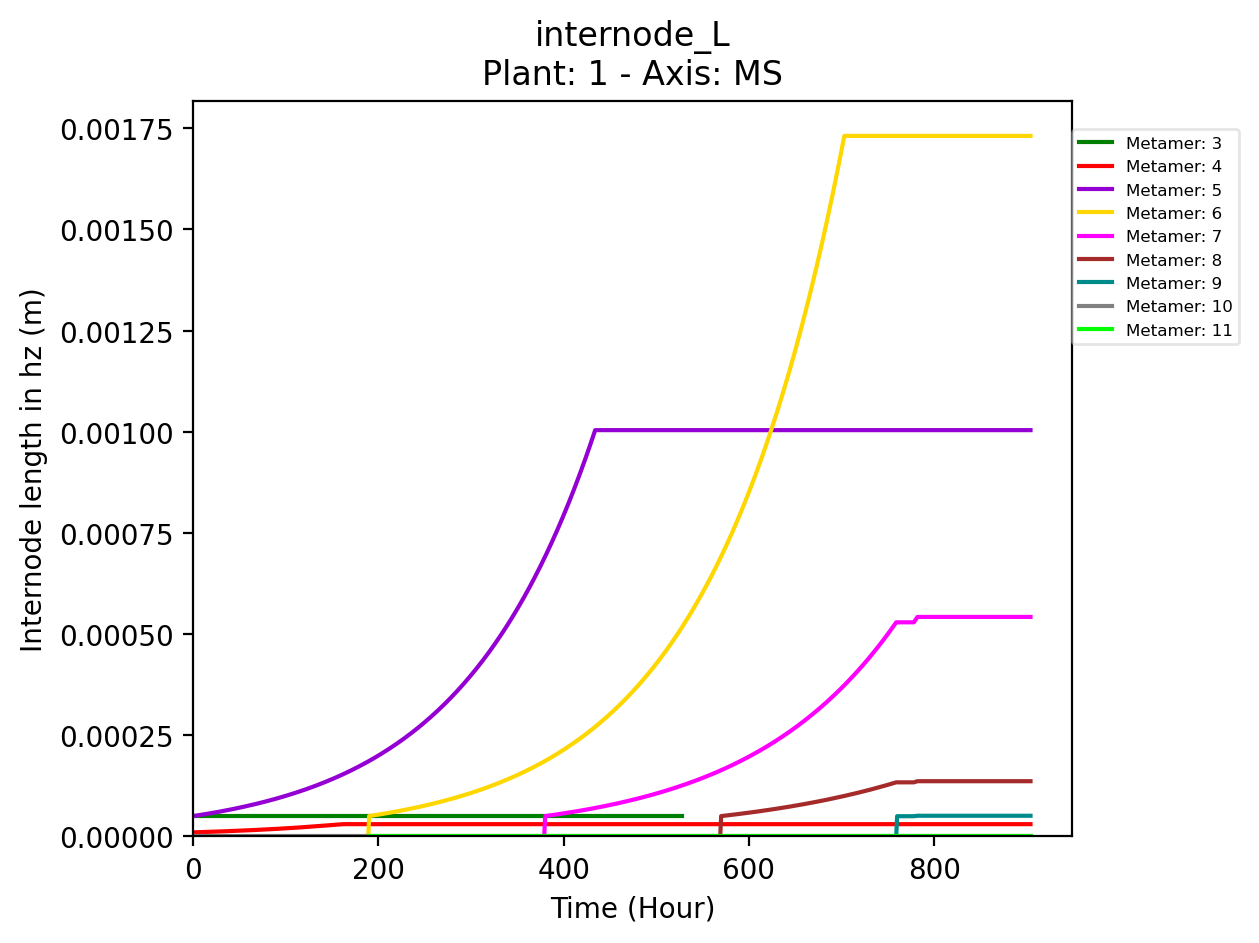 internode_L
Plant: 1 - Axis: MS
Internode length in hz (m)
0.00175
0.00150
0.00125
0.00100
0.00075
0.00050
0.00025
0.00000
0
200
400
600
800
Time (Hour)
Metamer: 3
Metamer: 4
Metamer: 5
Metamer: 6
Metamer: 7
Metamer: 8
Metamer: 9
Metamer: 10
Metamer: 11